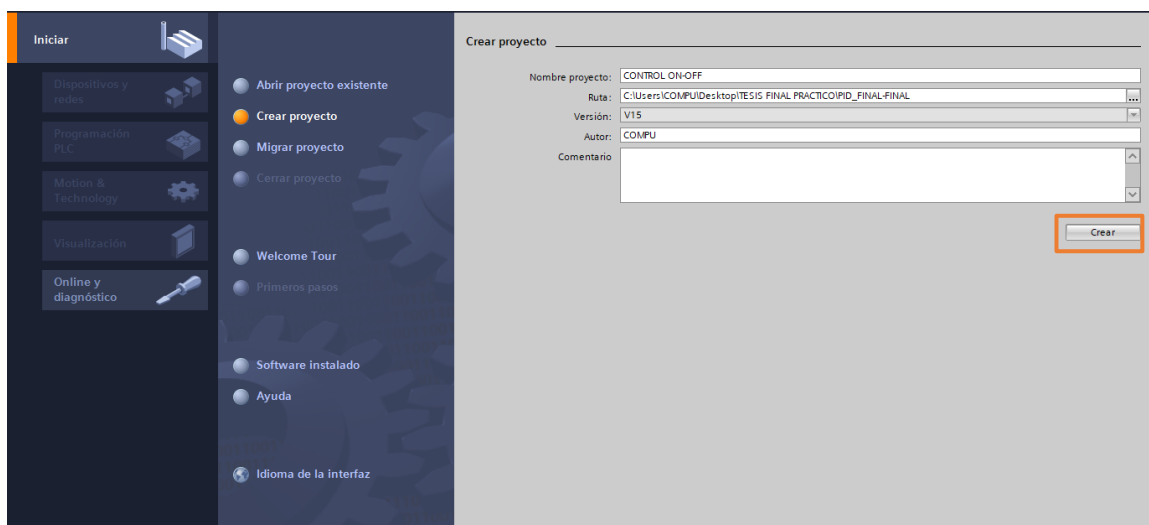 Iniciar
Dispositivos y
redes
Programación
PLC
Motion &
Technology
Visualización
Online y
diagnóstico
Abrir proyecto existente
Crear proyecto
Migrar proyecto
Cerrar proyecto
Welcome Tour
Primeros pasos
Software instalado
Ayuda
Idioma de la interfaz
Crear proyecto
Nombre proyecto: CONTROL ON-OFF
Ruta: C:\Users\COMPU\Desktop\TESIS FINAL PRACTICO\PID_FINAL-FINAL ...
Versión: V15
Autor: COMPU
Comentario
Crear